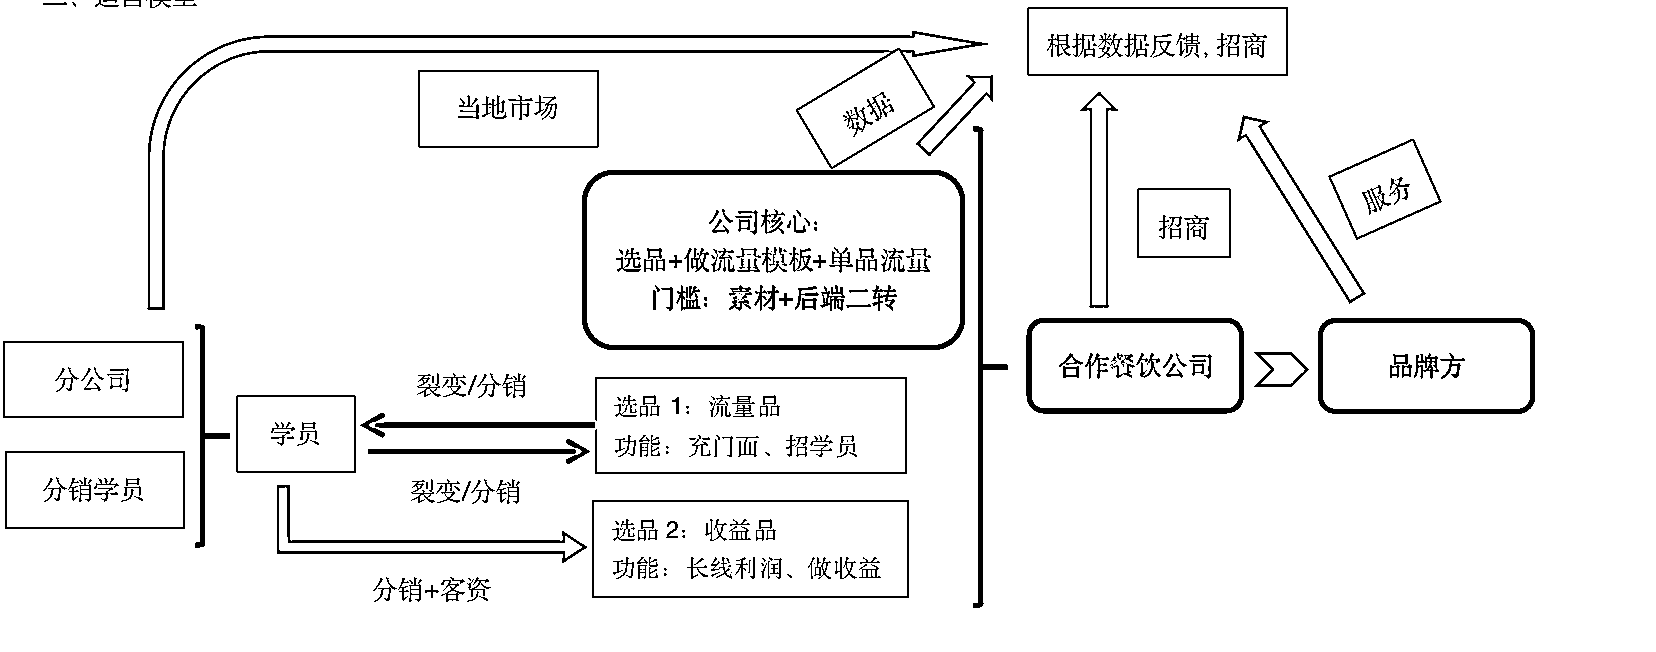 根据数据反馈,招商
当地市场
数据
服务
招商
公司核心：
选品+做流量模板+单品流量
门槛：素材+后端二转
合作餐饮公司
品牌方
分公司
分销学员
学员
裂变/分销
裂变/分销
分销+客资
选品 1：流量品
功能：充门面、招学员
选品 2：收益品
功能：长线利润、做收益